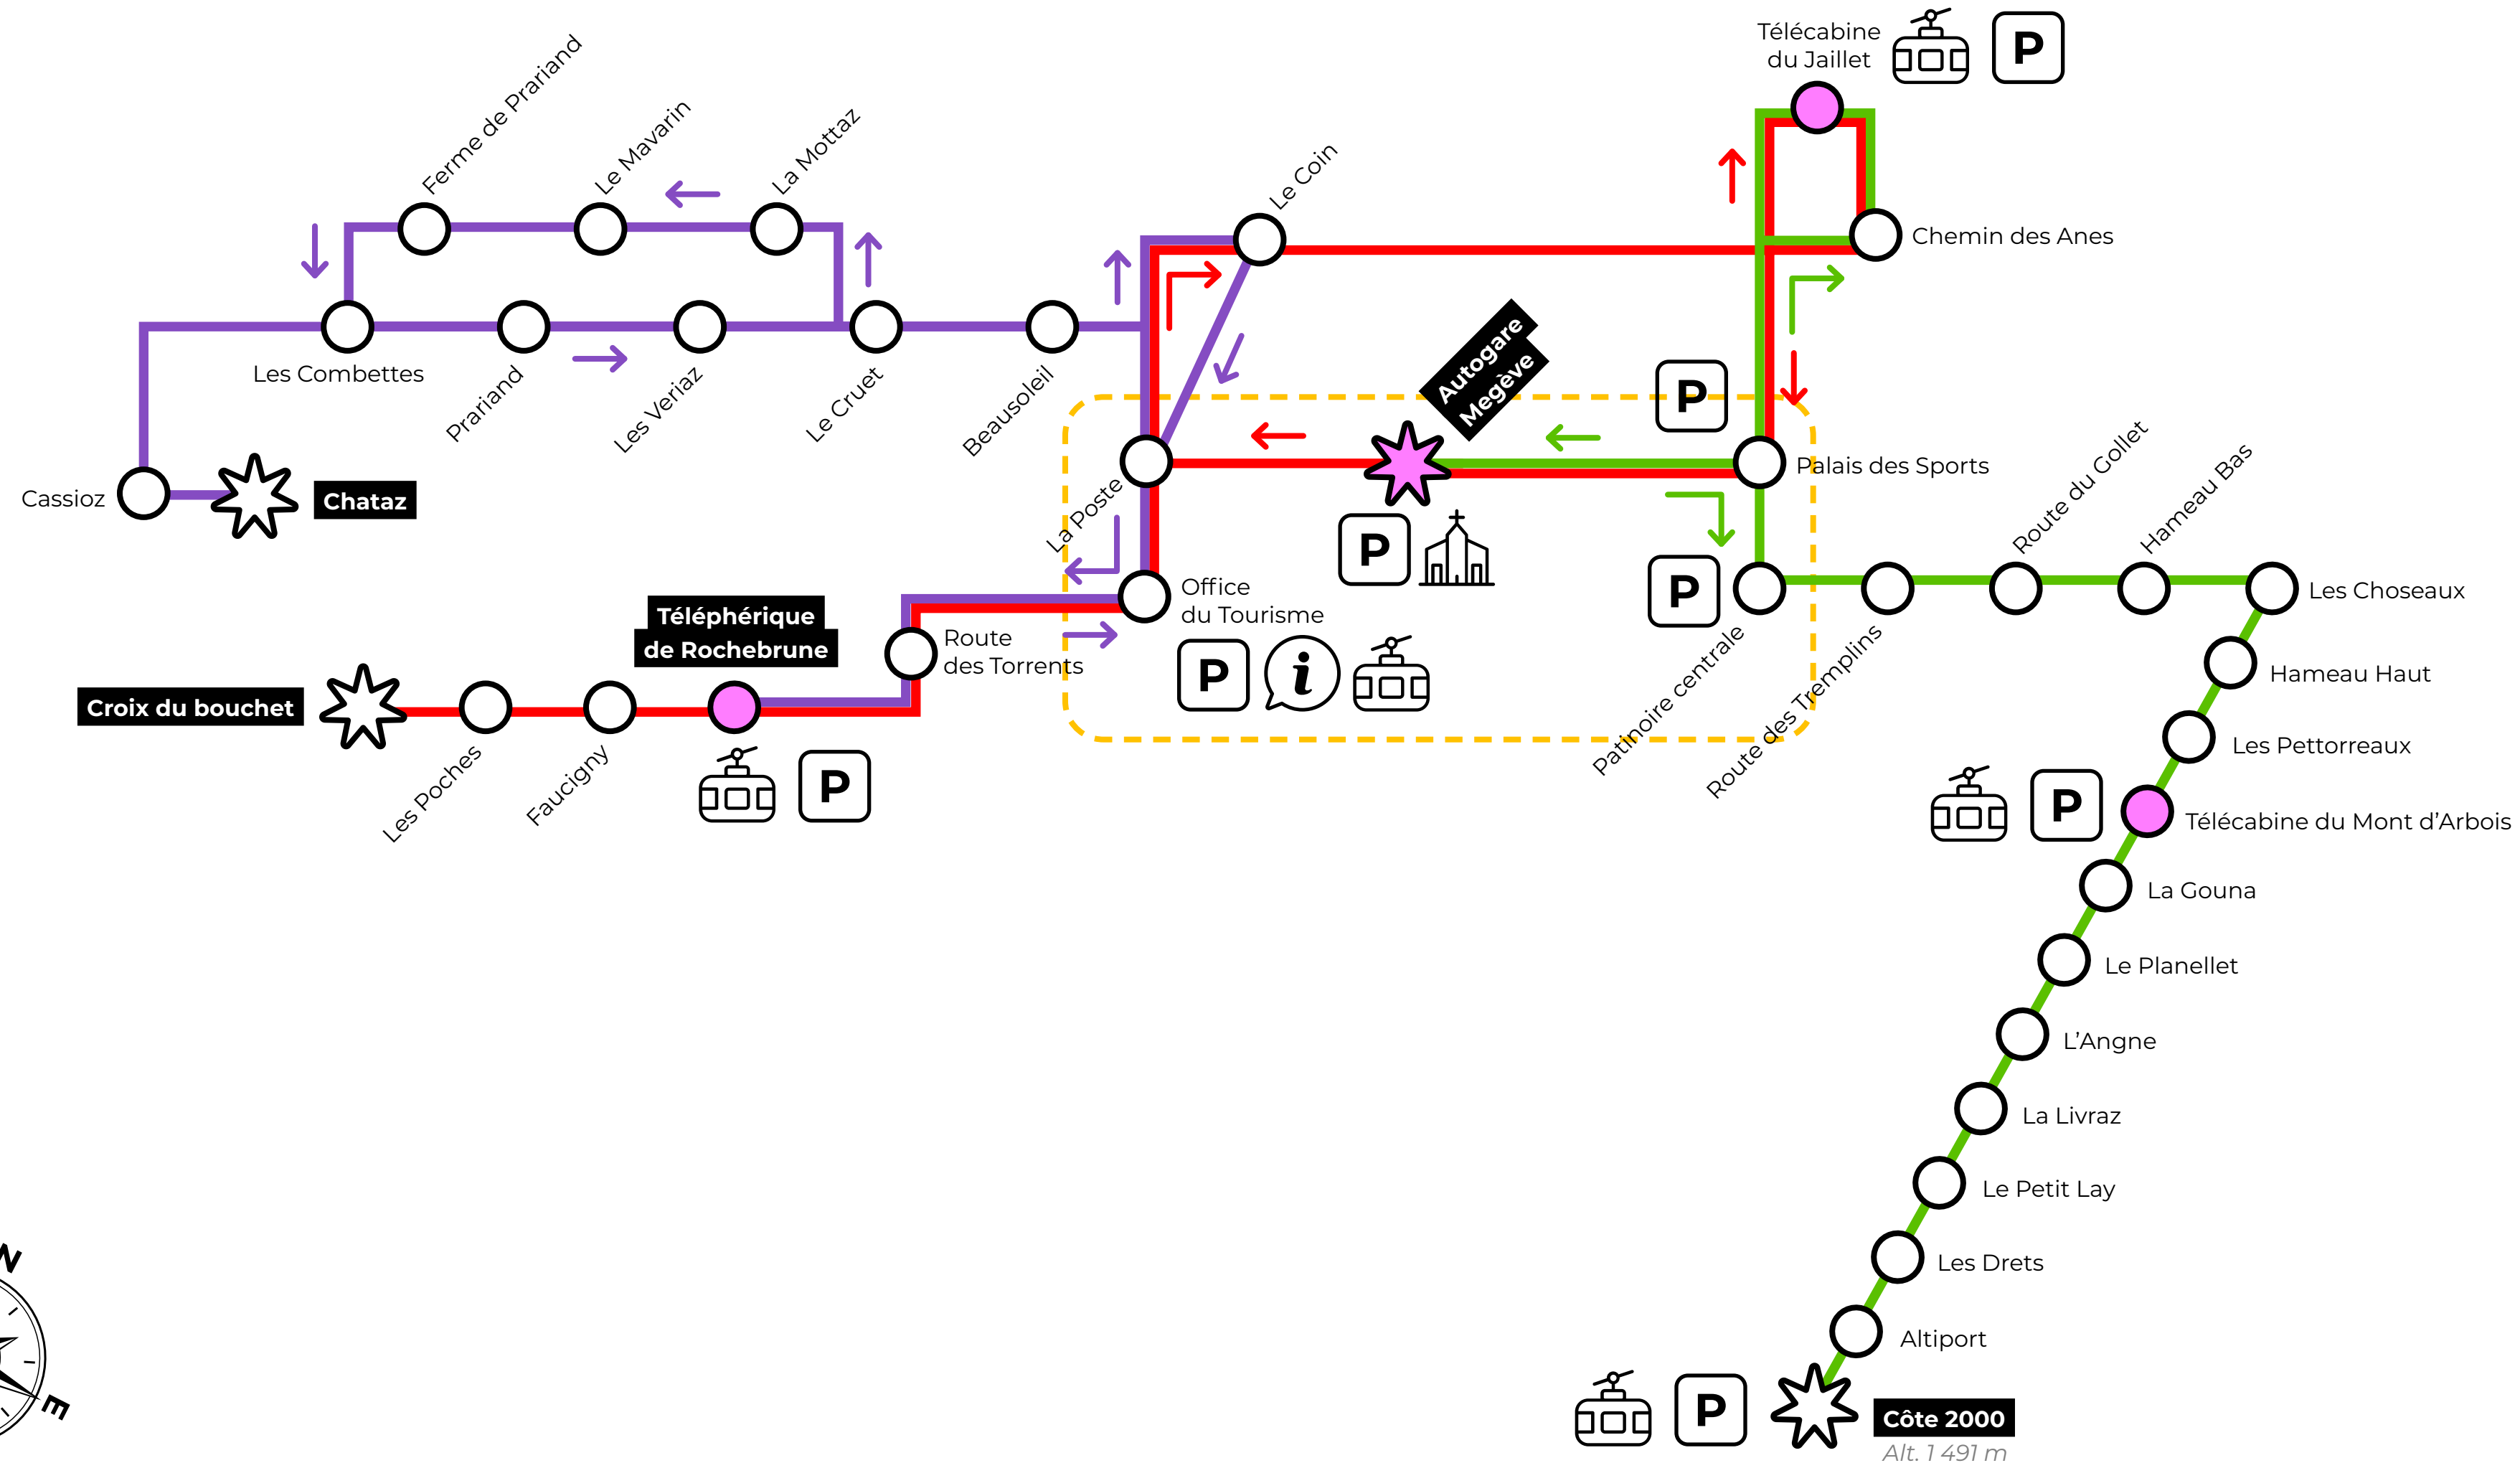 Télécabine
du Jaillet
P
Ferme de Prariand
Le Mavarin
La Mottaz
Le Coin
Chemin des Anes
Autogare
Megève
P
Les Combettes
Prariand
Les Veriaz
Le Cruet
Beausoleil
Palais des Sports
Route du Gollet
Hameau Bas
Cassioz
Chataz
La Poste
P
P
Office
du Tourisme
Les Choseaux
Téléphérique
de Rochebrune
Route
des Torrents
P
i
Patinoire centrale
Route des Tremplins
Hameau Haut
Croix du bouchet
Les Pettorreaux
Les Poches
Faucigny
P
P
Télécabine du Mont d’Arbois
La Gouna
Le Planellet
L’Angne
La Livraz
Le Petit Lay
N
Les Drets
Altiport
E
P
Côte 2000
Alt. 1 491 m